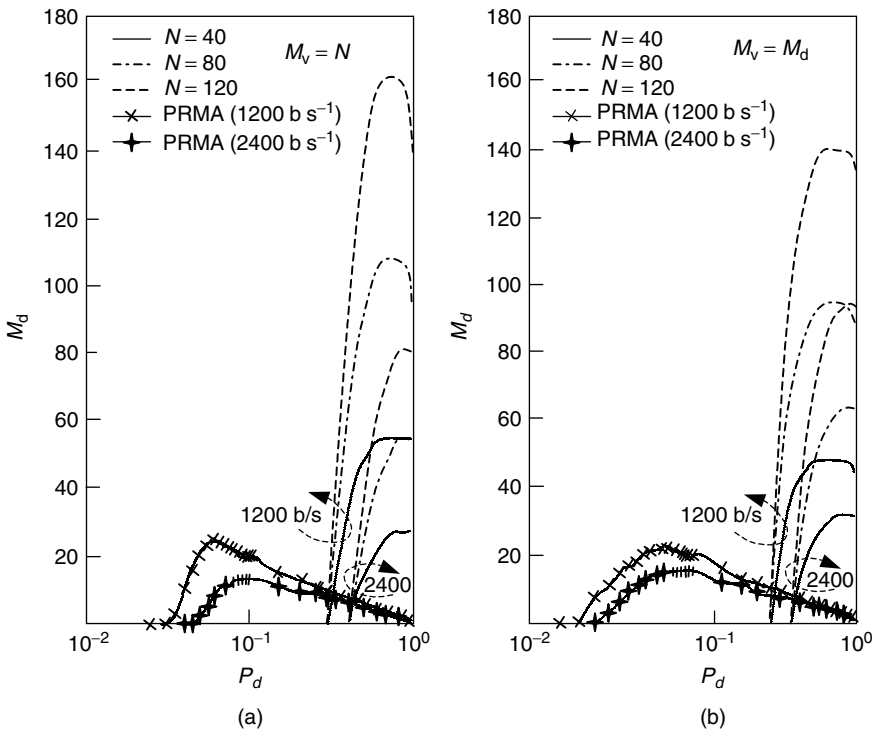 180
160
140
120
100
80
60
40
20
M_d
N = 40
N = 80
N = 120
PRMA (1200 b s⁻¹)
PRMA (2400 b s⁻¹)
M_v = N
1200 b/s
2400
10⁻²
10⁻¹
10⁰
P_d
(a)
180
160
140
120
100
80
60
40
20
M_d
N = 40
N = 80
N = 120
PRMA (1200 b s⁻¹)
PRMA (2400 b s⁻¹)
M_v = M_d
1200 b/s
2400
10⁻²
10⁻¹
10⁰
P_d
(b)